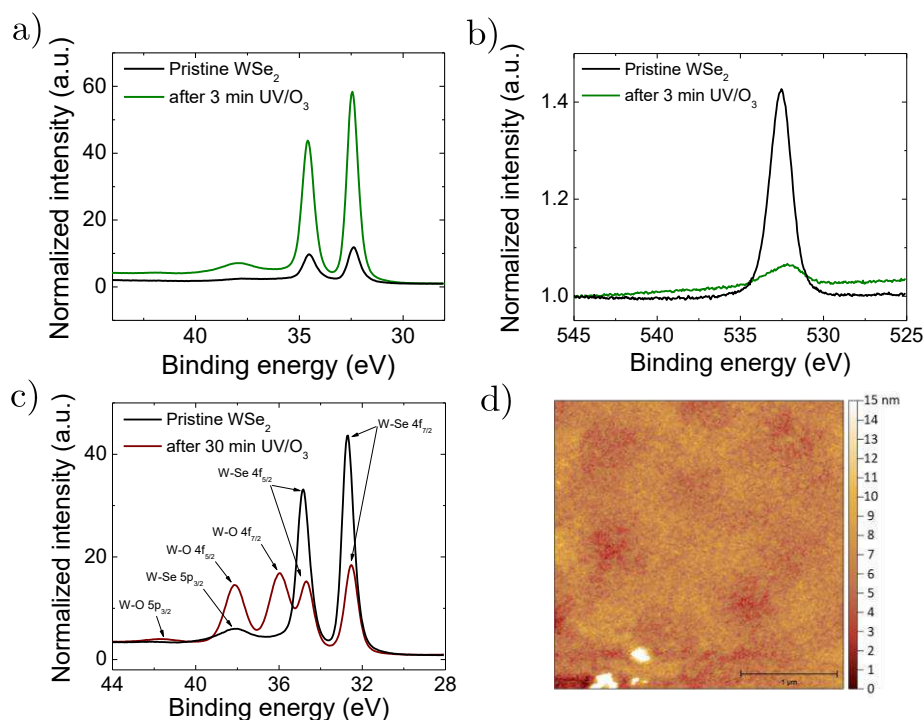 a)
Normalized intensity (a.u.)
60
40
20
0
Pristine WSe2
after 3 min UV/O3
40
35
30
Binding energy (eV)
b)
Normalized intensity (a.u.)
1.4
1.2
1.0
Pristine WSe2
after 3 min UV/O3
545
540
535
530
525
Binding energy (eV)
c)
Normalized intensity (a.u.)
40
20
0
Pristine WSe2
after 30 min UV/O3
W-Se 4f7/2
W-Se 4f5/2
W-O 4f7/2
W-O 4f5/2
W-Se 5p3/2
W-O 5p3/2
44
40
36
32
28
Binding energy (eV)
d)
15 nm
14
13
12
11
10
9
8
7
6
5
4
3
2
1
0
1 µm